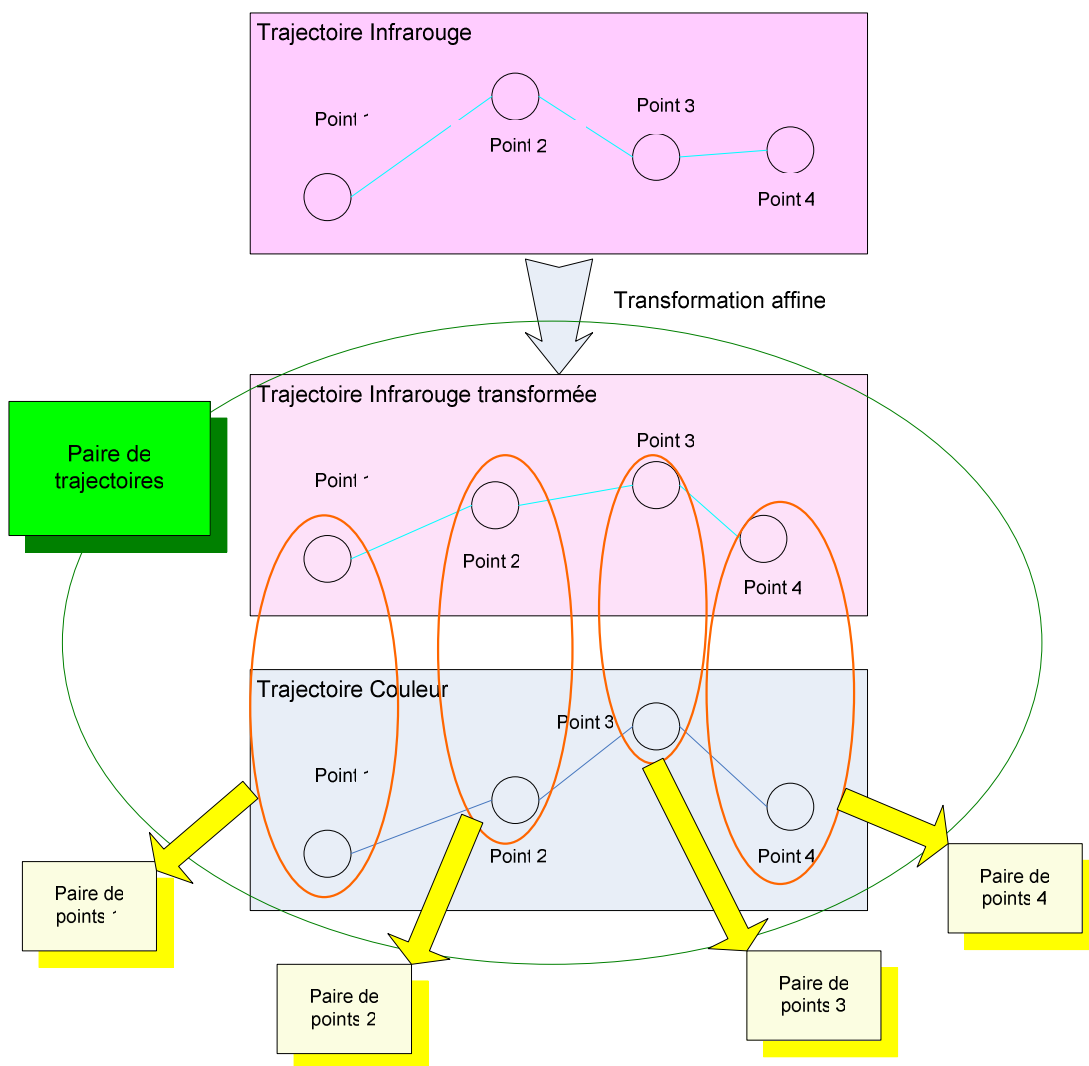 Trajectoire Infrarouge
Point 1
Point 2
Point 3
Point 4
Transformation affine
Paire de
trajectoires
Trajectoire Infrarouge transformée
Point 1
Point 2
Point 3
Point 4
Trajectoire Couleur
Point 1
Point 2
Point 3
Point 4
Paire de
points 1
Paire de
points 2
Paire de
points 3
Paire de
points 4